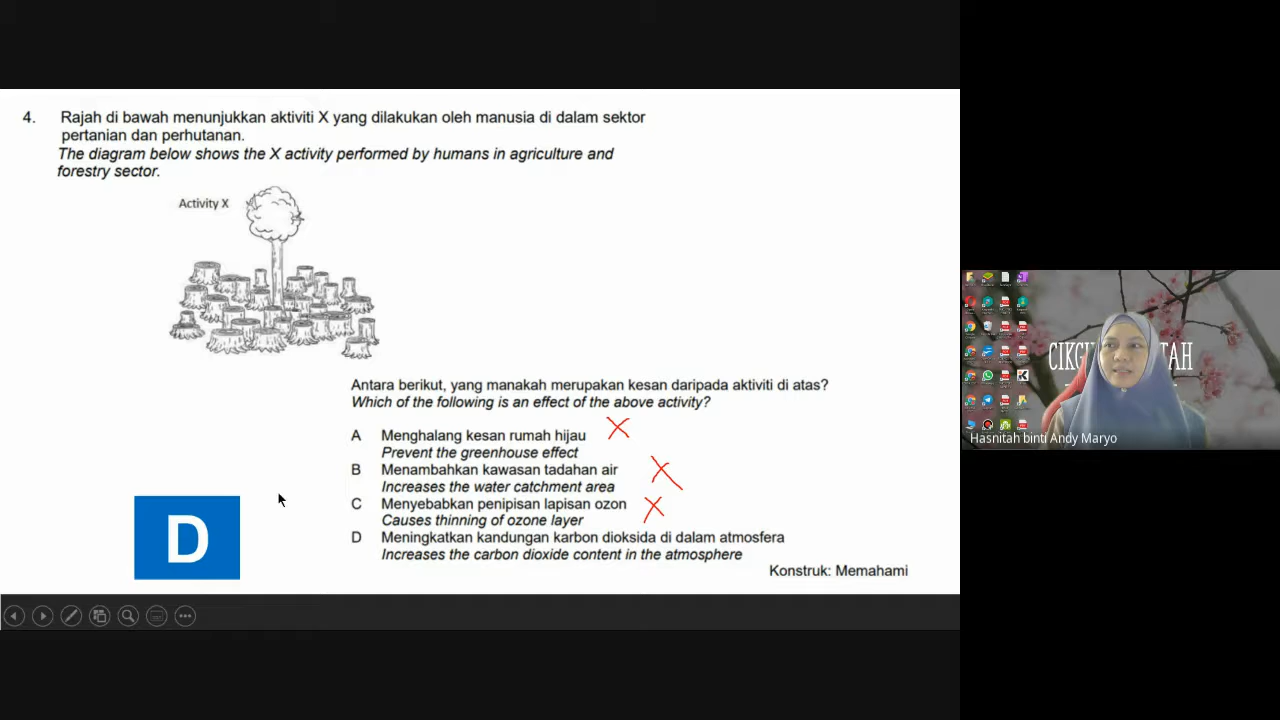 4. Rajah di bawah menunjukkan aktiviti X yang dilakukan oleh manusia di dalam sektor
pertanian dan perhutanan.
The diagram below shows the X activity performed by humans in agriculture and
forestry sector.
Activity X
Antara berikut, yang manakah merupakan kesan daripada aktiviti di atas?
Which of the following is an effect of the above activity?
A Menghalang kesan rumah hijau
Prevent the greenhouse effect
B Menambahkan kawasan tadahan air
Increases the water catchment area
C Menyebabkan penipisan lapisan ozon
Causes thinning of ozone layer
D Meningkatkan kandungan karbon dioksida di dalam atmosfera
Increases the carbon dioxide content in the atmosphere
Konstruk: Memahami
D
Hasnitah binti Andy Maryo